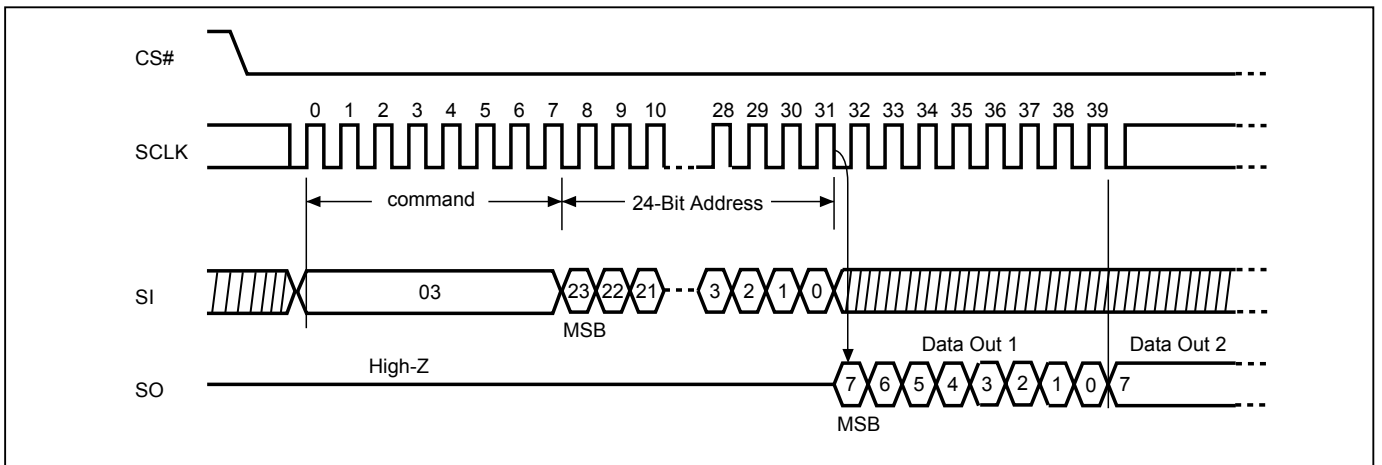 CS#
0 1 2 3 4 5 6 7 8 9 10 28 29 30 31 32 33 34 35 36 37 38 39
SCLK
command
24-Bit Address
SI
03
23 22 21 3 2 1 0
MSB
Data Out 1
Data Out 2
High-Z
SO
7 6 5 4 3 2 1 0 7
MSB